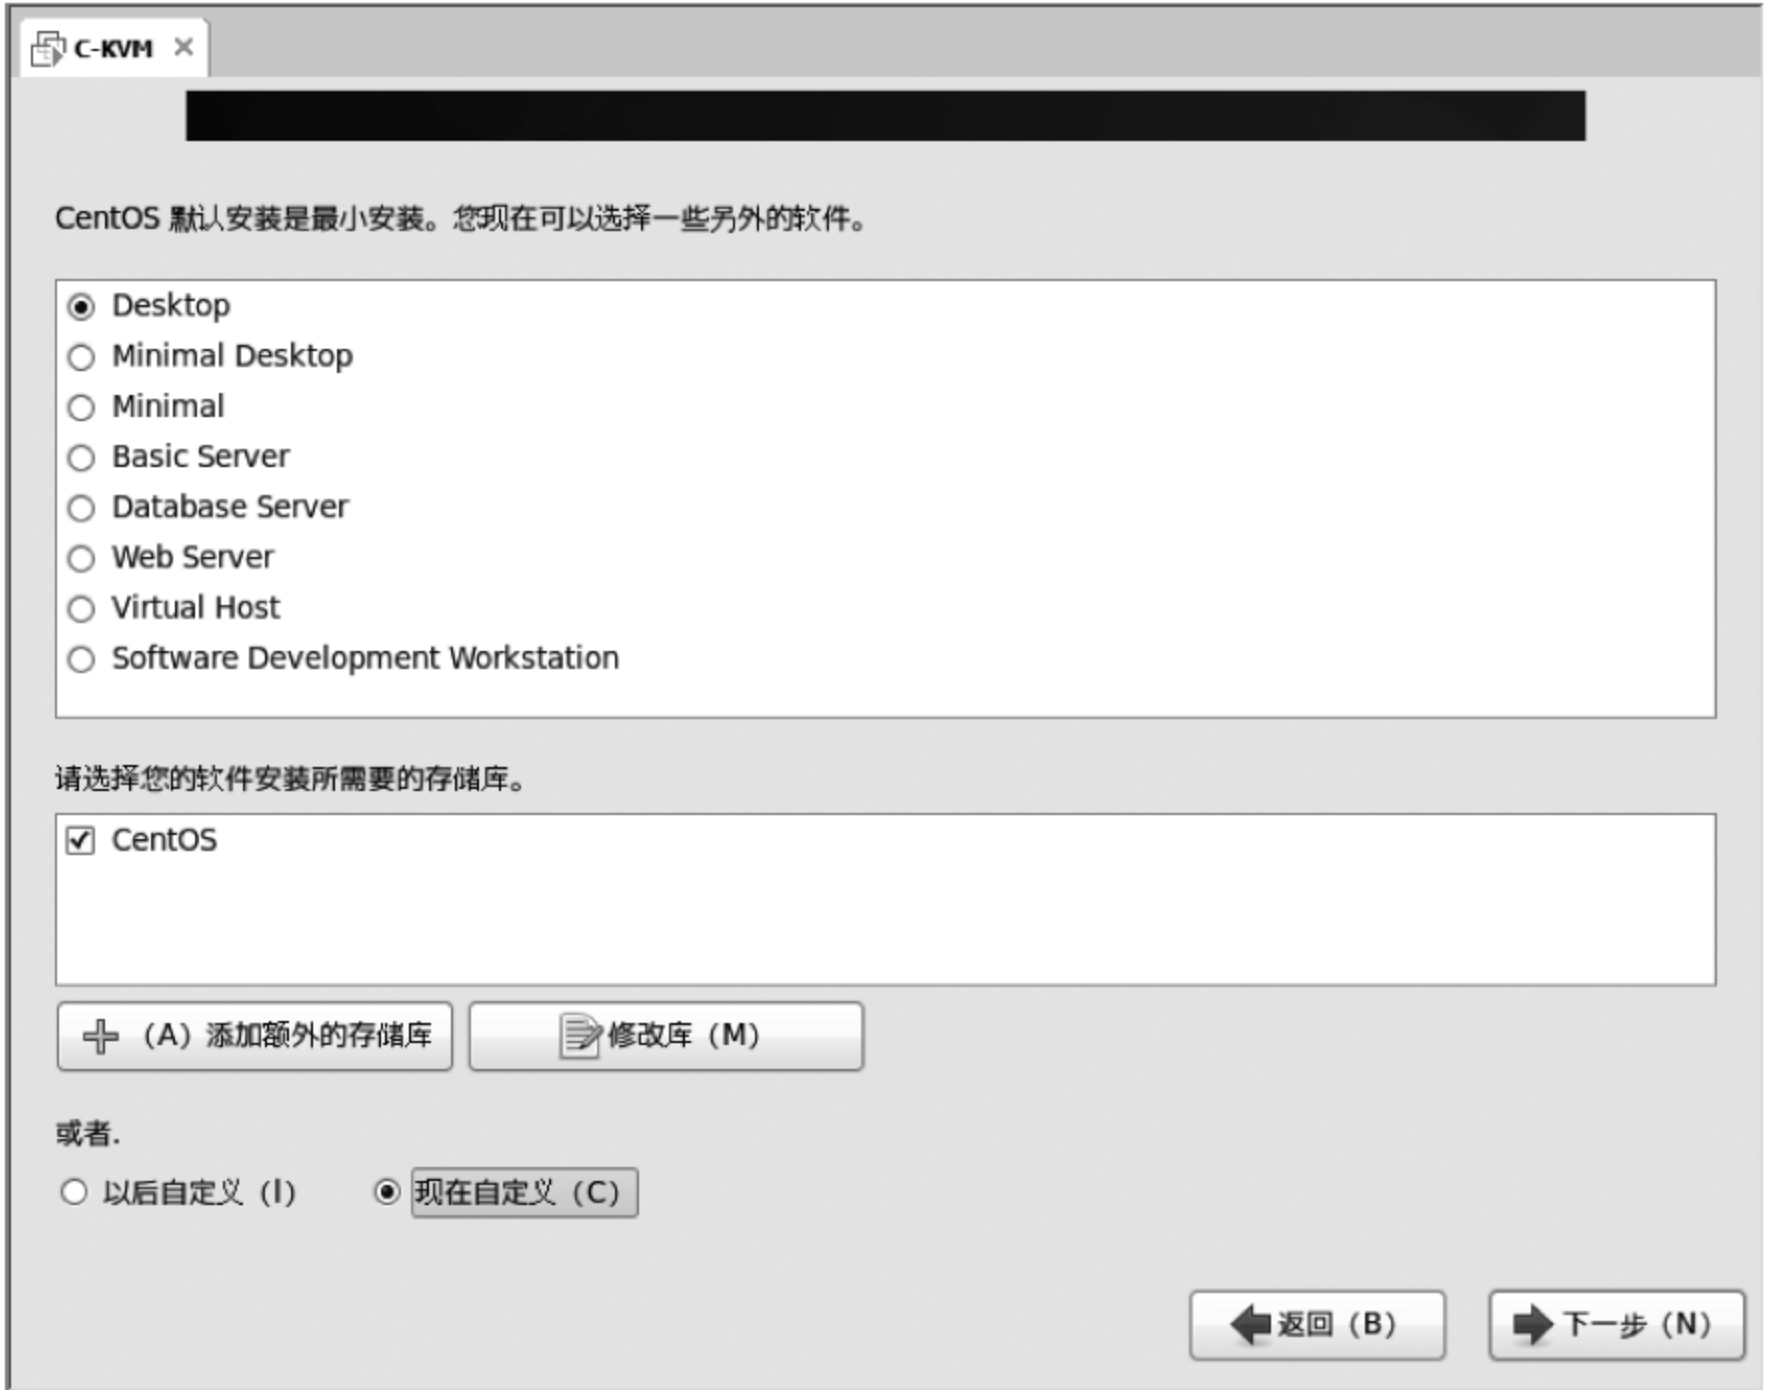 C-KVM
CentOS 默认安装是最小安装。您现在可以选择一些另外的软件。
Desktop
Minimal Desktop
Minimal
Basic Server
Database Server
Web Server
Virtual Host
Software Development Workstation
请选择您的软件安装所需要的存储库。
CentOS
（A）添加额外的存储库 修改库（M）
或者.
以后自定义（l） 现在自定义（C）
返回（B） 下一步（N）